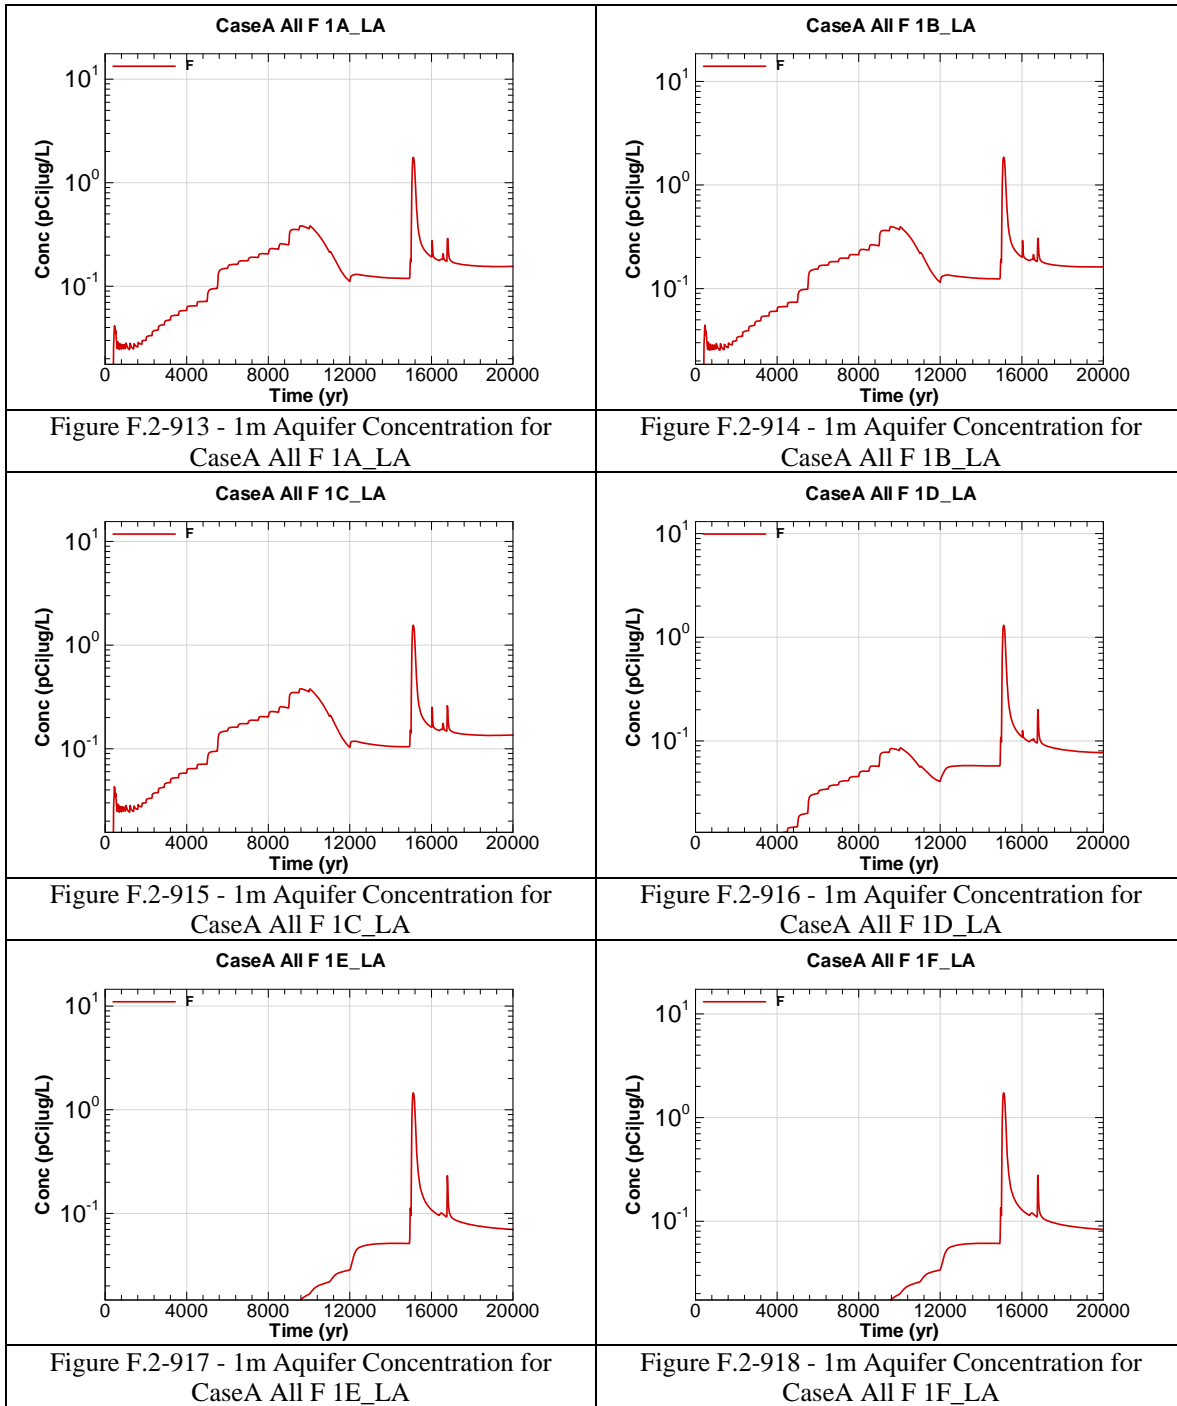 CaseA All F 1A_LA
F
10^1
10^0
10^-1
Conc (pCi|ug/L)
0 4000 8000 12000 16000 20000
Time (yr)
Figure F.2-913 - 1m Aquifer Concentration for
CaseA All F 1A_LA
CaseA All F 1B_LA
F
10^1
10^0
10^-1
Conc (pCi|ug/L)
0 4000 8000 12000 16000 20000
Time (yr)
Figure F.2-914 - 1m Aquifer Concentration for
CaseA All F 1B_LA
CaseA All F 1C_LA
F
10^1
10^0
10^-1
Conc (pCi|ug/L)
0 4000 8000 12000 16000 20000
Time (yr)
Figure F.2-915 - 1m Aquifer Concentration for
CaseA All F 1C_LA
CaseA All F 1D_LA
F
10^1
10^0
10^-1
Conc (pCi|ug/L)
0 4000 8000 12000 16000 20000
Time (yr)
Figure F.2-916 - 1m Aquifer Concentration for
CaseA All F 1D_LA
CaseA All F 1E_LA
F
10^1
10^0
10^-1
Conc (pCi|ug/L)
0 4000 8000 12000 16000 20000
Time (yr)
Figure F.2-917 - 1m Aquifer Concentration for
CaseA All F 1E_LA
CaseA All F 1F_LA
F
10^1
10^0
10^-1
Conc (pCi|ug/L)
0 4000 8000 12000 16000 20000
Time (yr)
Figure F.2-918 - 1m Aquifer Concentration for
CaseA All F 1F_LA